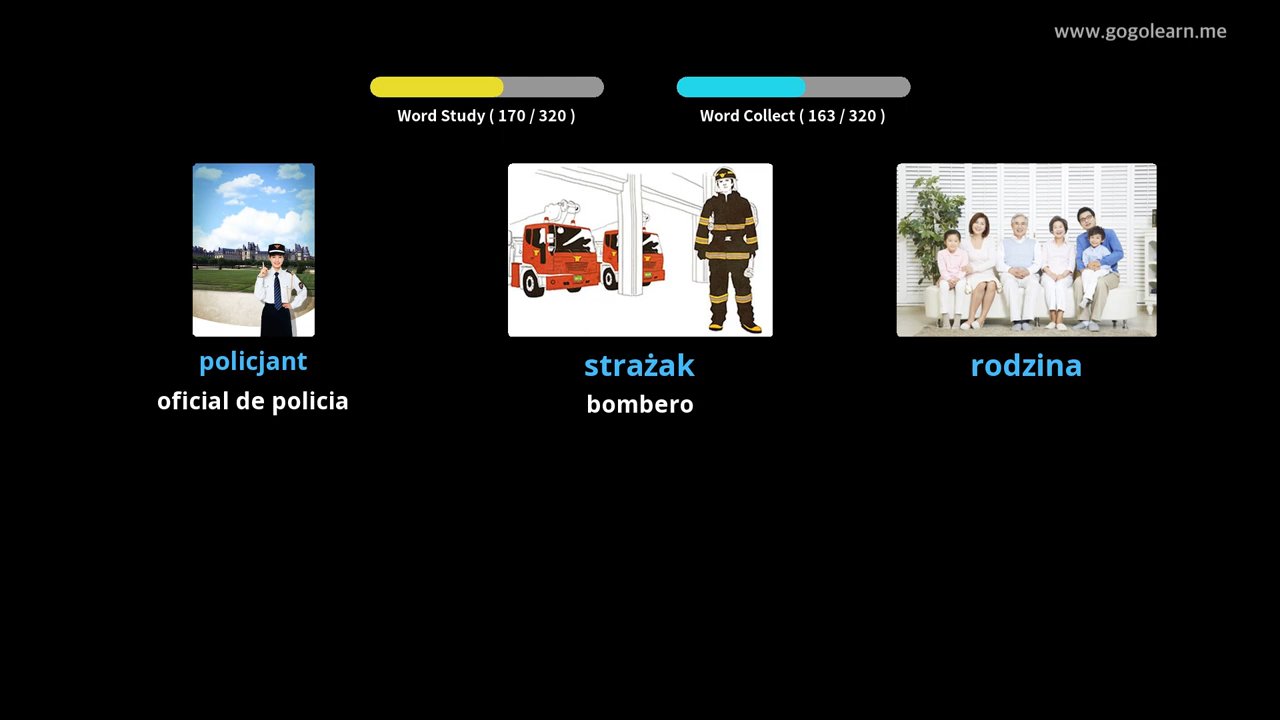 www.gogolearn.me
Word Study ( 170 / 320 )
Word Collect ( 163 / 320 )
policjant
strażak
rodzina
oficial de policia
bombero